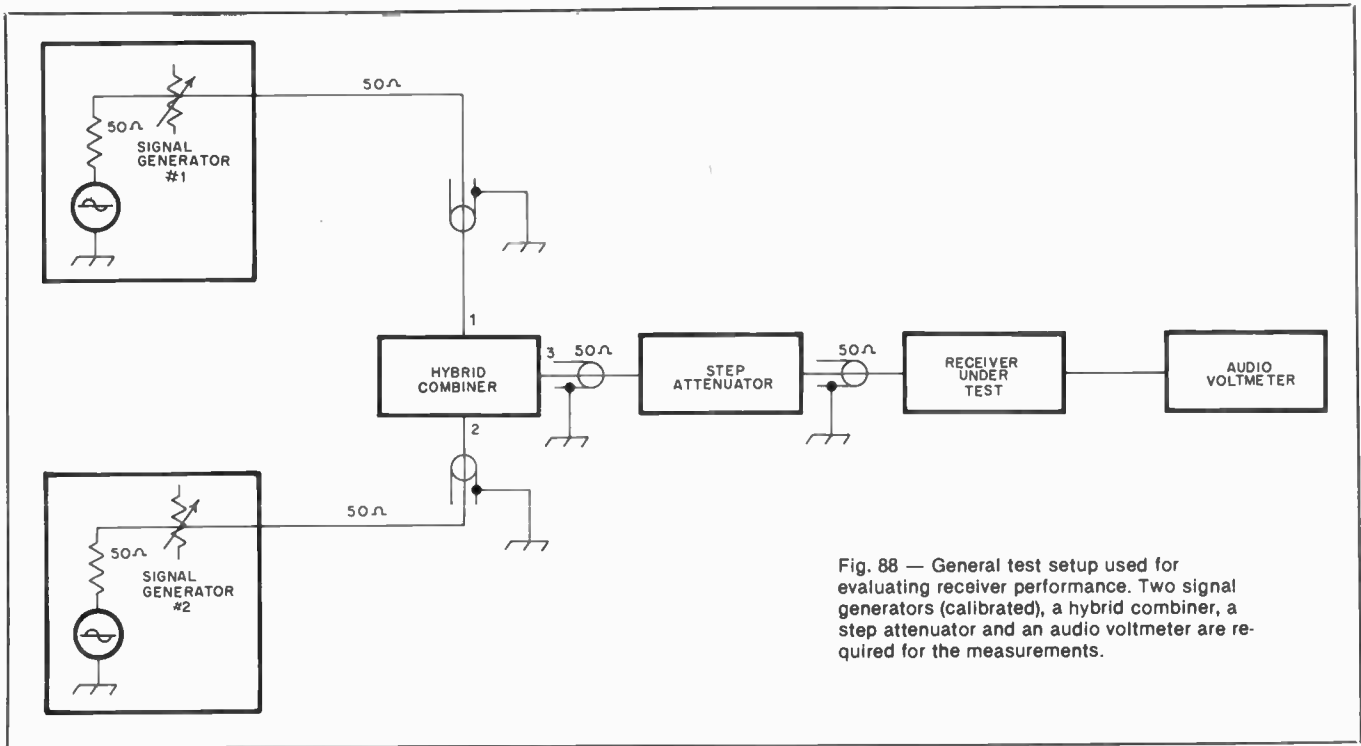 50Ω
50Ω
SIGNAL
GENERATOR
#1
1
HYBRID
COMBINER
3
50Ω
STEP
ATTENUATOR
50Ω
RECEIVER
UNDER
TEST
AUDIO
VOLTMETER
2
50Ω
50Ω
SIGNAL
GENERATOR
#2
Fig. 88 — General test setup used for
evaluating receiver performance. Two signal
generators (calibrated), a hybrid combiner, a
step attenuator and an audio voltmeter are re-
quired for the measurements.